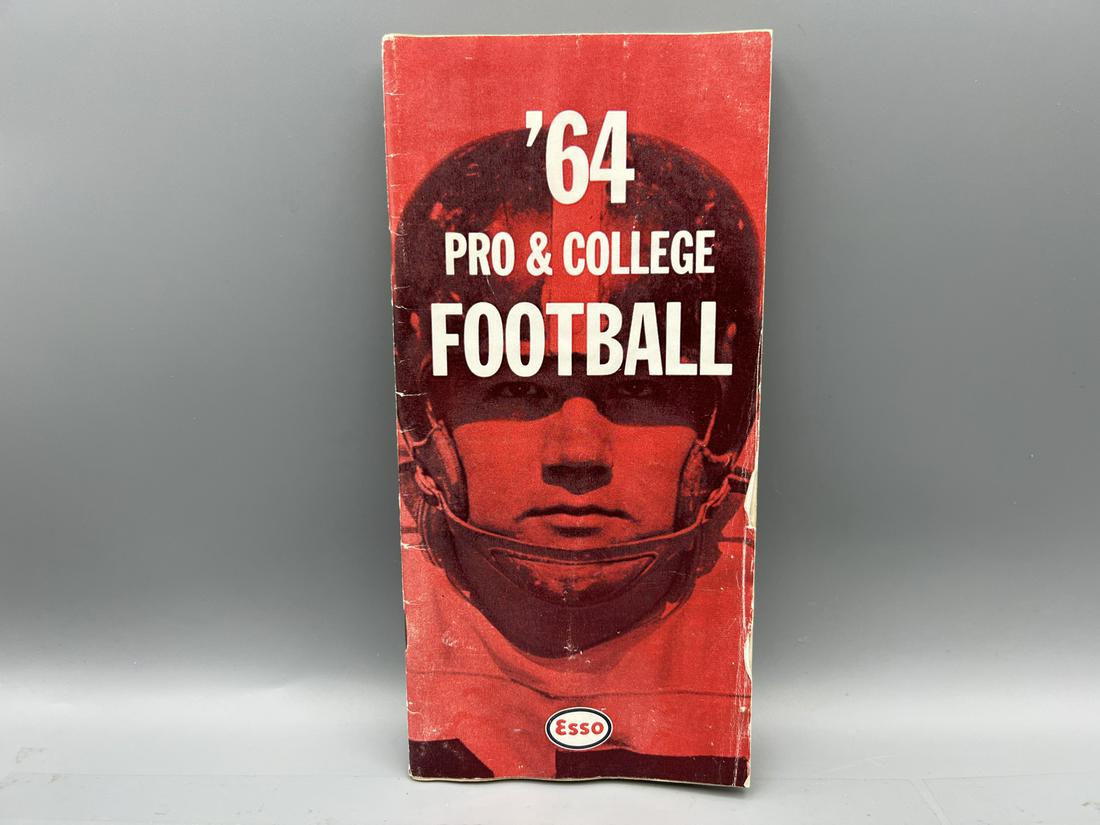 ’64
PRO & COLLEGE
FOOTBALL
Esso